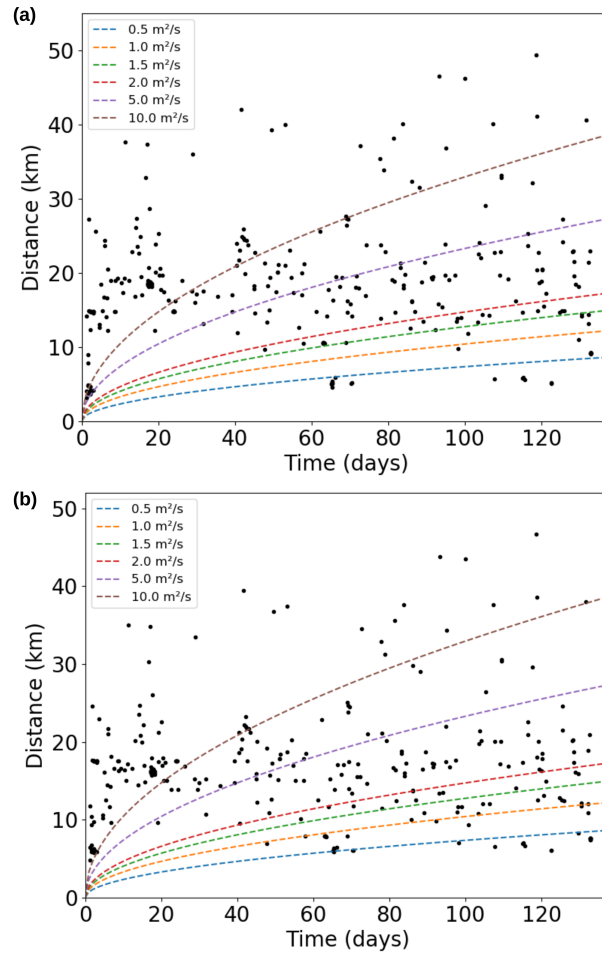 (a)
50
40
30
20
10
0
Distance (km)
0.5 m²/s
1.0 m²/s
1.5 m²/s
2.0 m²/s
5.0 m²/s
10.0 m²/s
0 20 40 60 80 100 120
Time (days)
(b)
50
40
30
20
10
0
Distance (km)
0.5 m²/s
1.0 m²/s
1.5 m²/s
2.0 m²/s
5.0 m²/s
10.0 m²/s
0 20 40 60 80 100 120
Time (days)